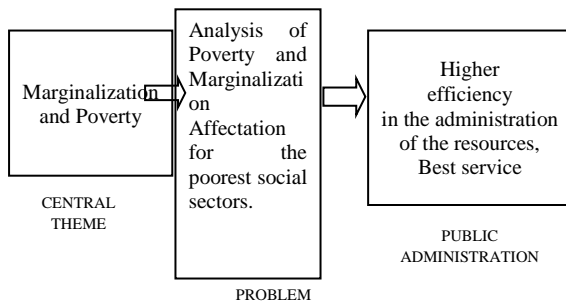 Marginalization
and Poverty
CENTRAL
THEME
Analysis of
Poverty and
Marginalizati
on
Affectation
for the
poorest social
sectors.
PROBLEM
Higher
efficiency
in the administration
of the resources,
Best service
PUBLIC
ADMINISTRATION